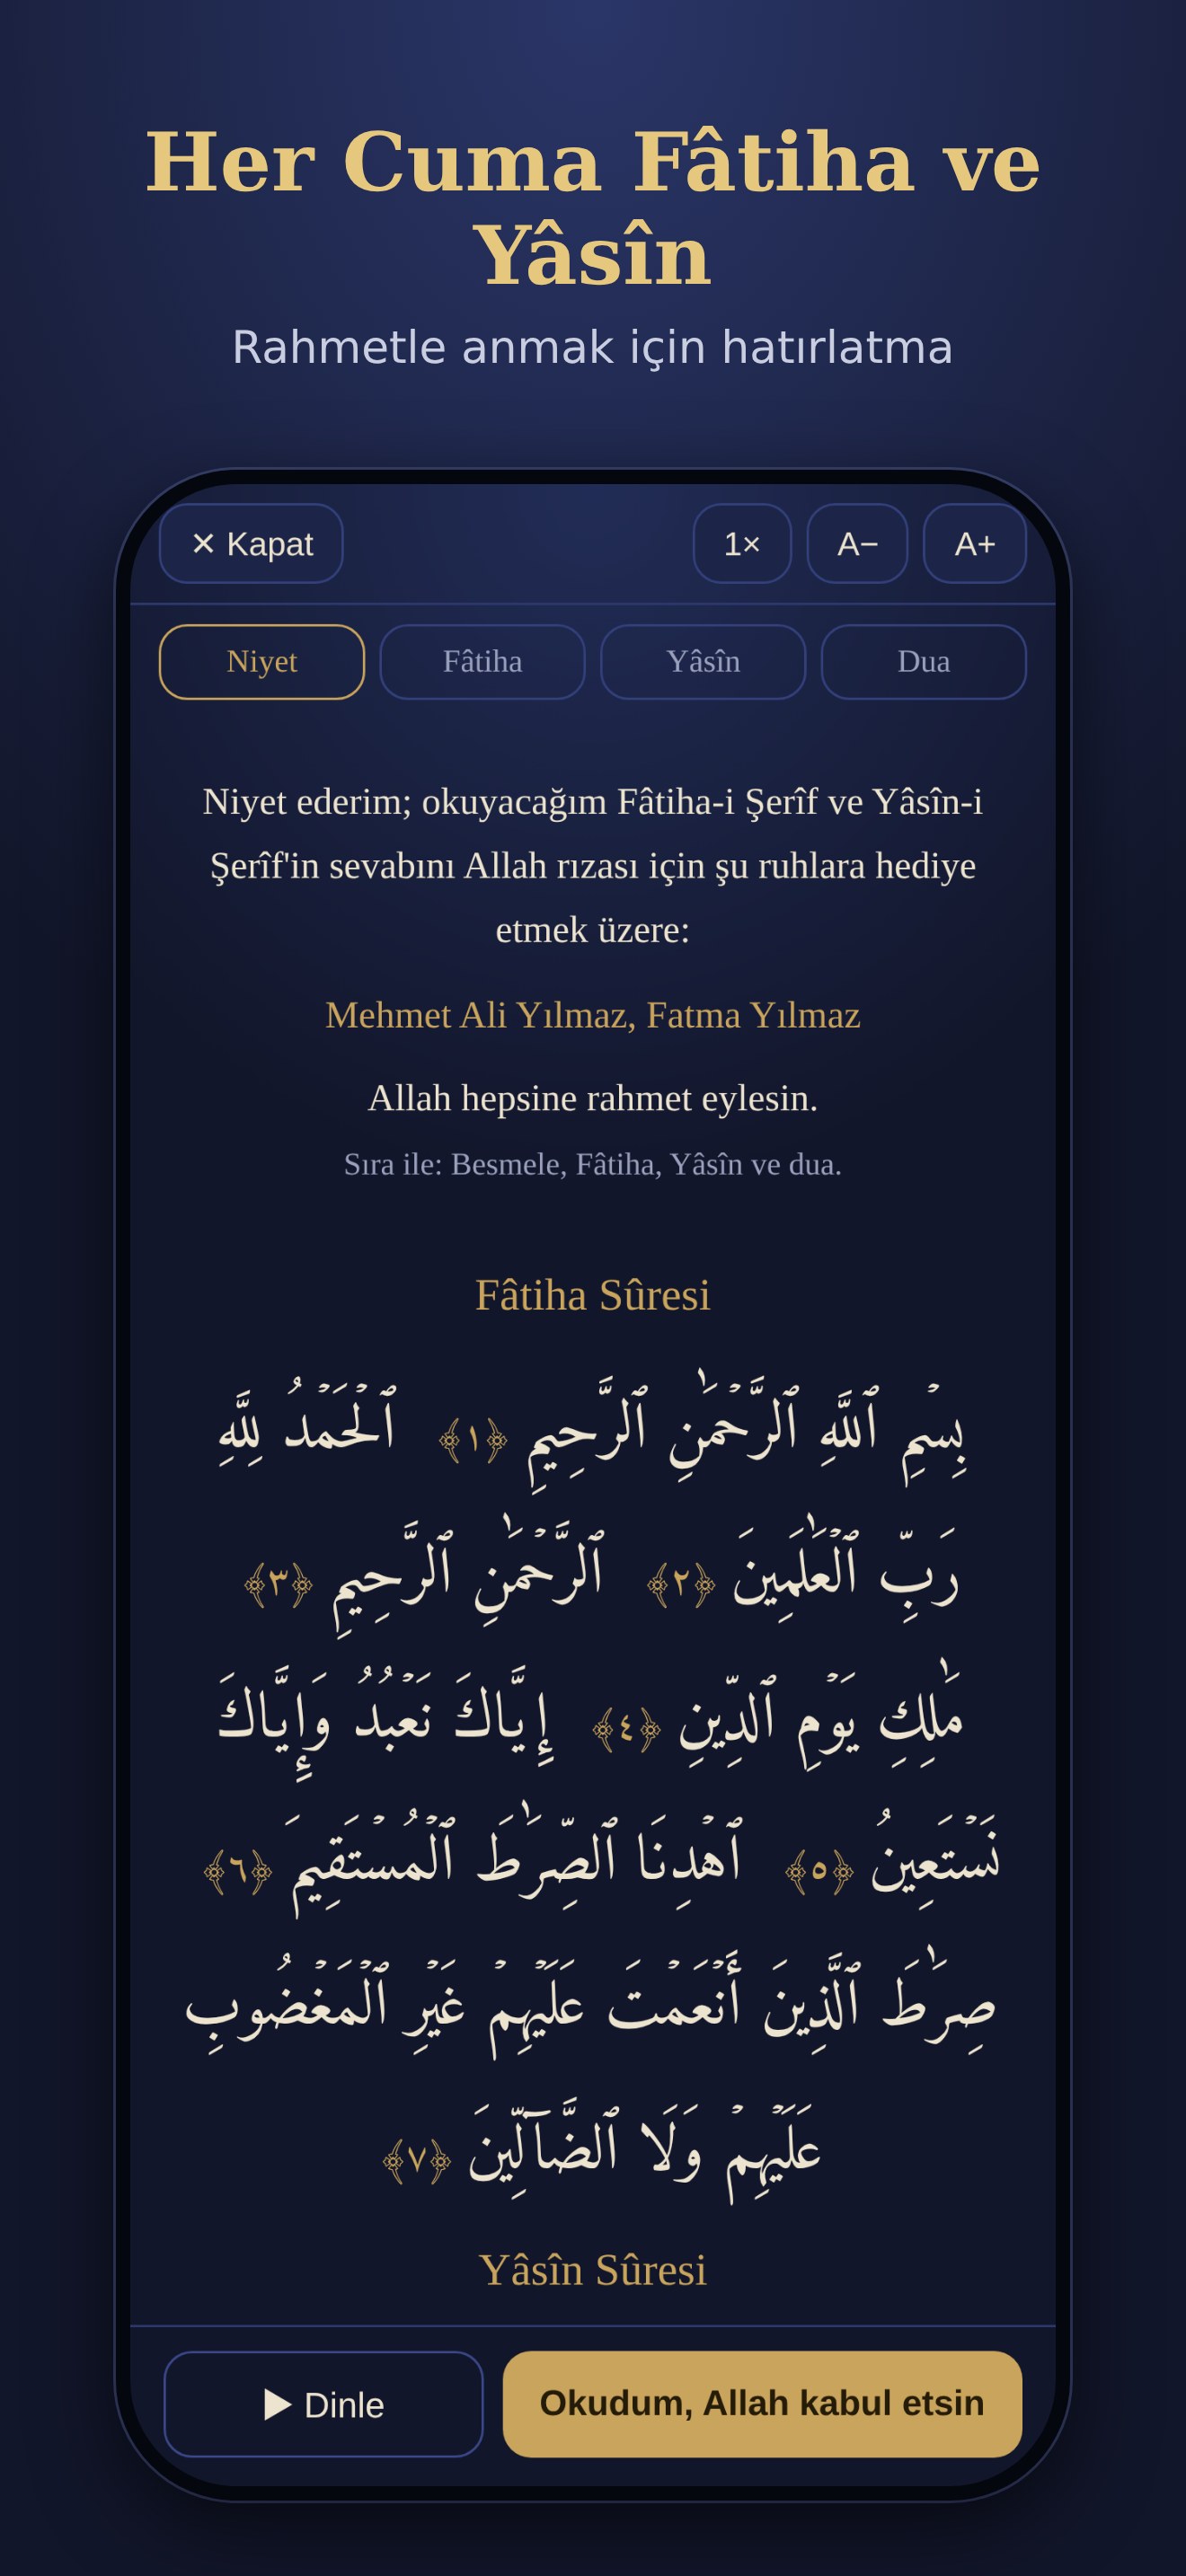 Her Cuma Fâtiha ve
Yâsîn
Rahmetle anmak için hatırlatma
✕ Kapat
1×
A−
A+
Niyet
Fâtiha
Yâsîn
Dua
Niyet ederim; okuyacağım Fâtiha-i Şerîf ve Yâsîn-i
Şerîf'in sevabını Allah rızası için şu ruhlara hediye
etmek üzere:
Mehmet Ali Yılmaz, Fatma Yılmaz
Allah hepsine rahmet eylesin.
Sıra ile: Besmele, Fâtiha, Yâsîn ve dua.
Fâtiha Sûresi
بِسۡمِ ٱللَّهِ ٱلرَّحۡمَٰنِ ٱلرَّحِيمِ ﴿١﴾ ٱلۡحَمۡدُ لِلَّهِ
رَبِّ ٱلۡعَٰلَمِينَ ﴿٢﴾ ٱلرَّحۡمَٰنِ ٱلرَّحِيمِ ﴿٣﴾
مَٰلِكِ يَوۡمِ ٱلدِّينِ ﴿٤﴾ إِيَّاكَ نَعۡبُدُ وَإِيَّاكَ
نَسۡتَعِينُ ﴿٥﴾ ٱهۡدِنَا ٱلصِّرَٰطَ ٱلۡمُسۡتَقِيمَ ﴿٦﴾
صِرَٰطَ ٱلَّذِينَ أَنۡعَمۡتَ عَلَيۡهِمۡ غَيۡرِ ٱلۡمَغۡضُوبِ
عَلَيۡهِمۡ وَلَا ٱلضَّآلِّينَ ﴿٧﴾
Yâsîn Sûresi
▶ Dinle
Okudum, Allah kabul etsin